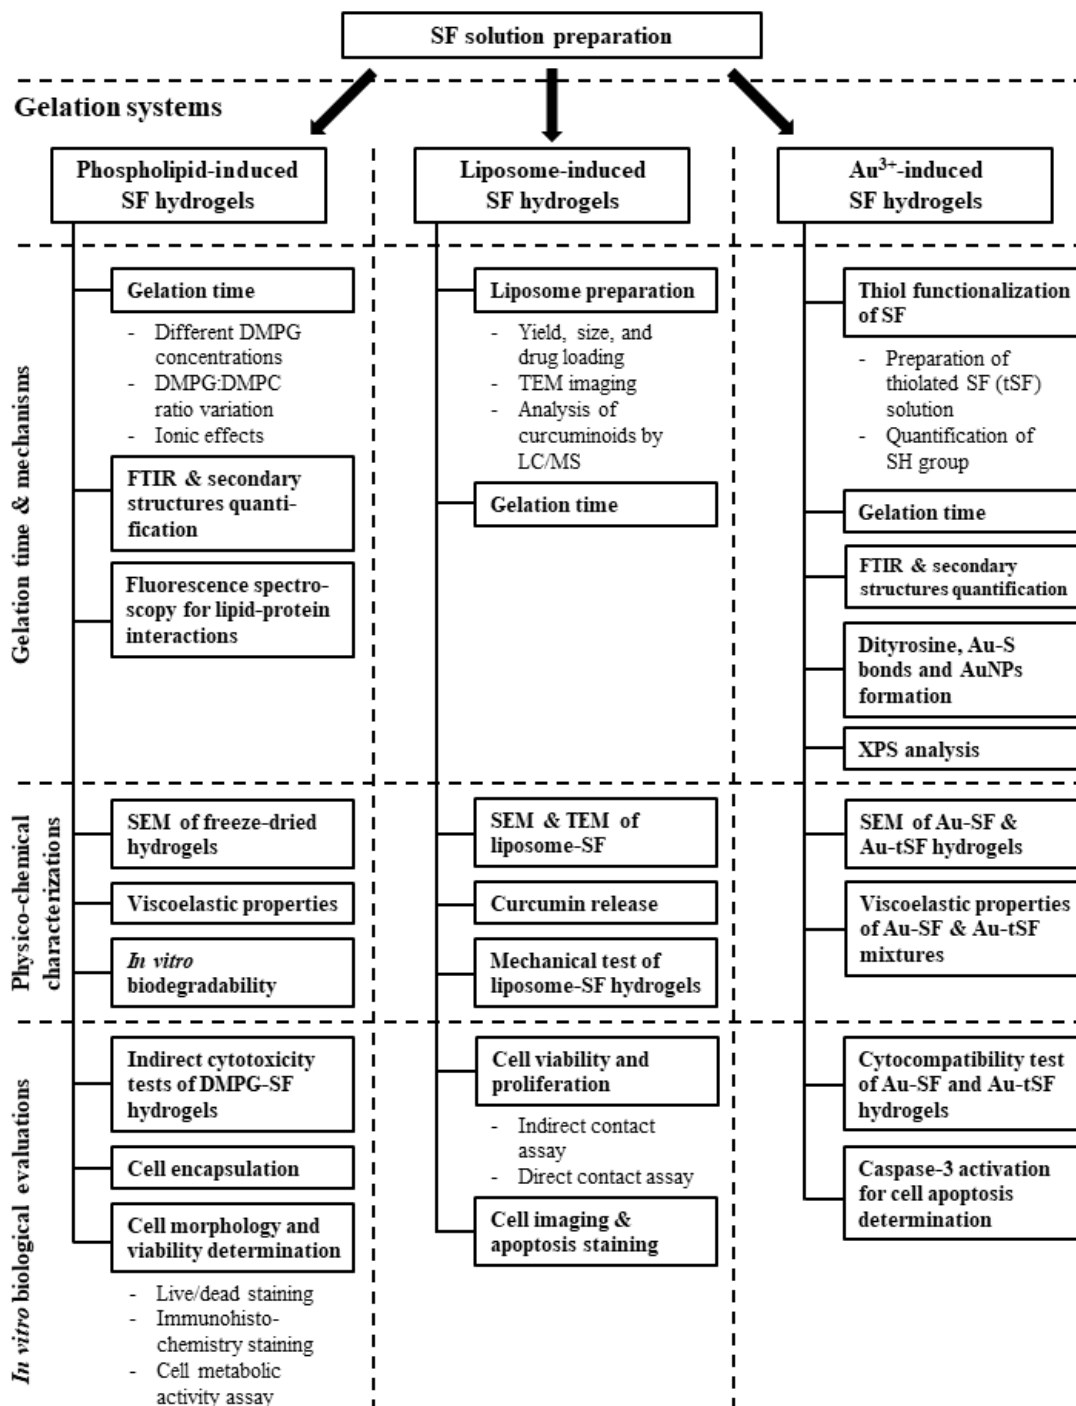 SF solution preparation
Gelation systems
Phospholipid-induced
SF hydrogels
Liposome-induced
SF hydrogels
Au³⁺-induced
SF hydrogels
Gelation time & mechanisms
Gelation time
- Different DMPG
concentrations
- DMPG:DMPC
ratio variation
- Ionic effects
FTIR & secondary
structures quanti-
fication
Fluorescence spectro-
scopy for lipid-protein
interactions
Liposome preparation
- Yield, size, and
drug loading
- TEM imaging
- Analysis of
curcuminoids by
LC/MS
Gelation time
Thiol functionalization
of SF
- Preparation of
thiolated SF (tSF)
solution
- Quantification of
SH group
Gelation time
FTIR & secondary
structures quantification
Dityrosine, Au-S
bonds and AuNPs
formation
XPS analysis
Physico-chemical
characterizations
SEM of freeze-dried
hydrogels
Viscoelastic properties
In vitro
biodegradability
SEM & TEM of
liposome-SF
Curcumin release
Mechanical test of
liposome-SF hydrogels
SEM of Au-SF &
Au-tSF hydrogels
Viscoelastic properties
of Au-SF & Au-tSF
mixtures
In vitro biological evaluations
Indirect cytotoxicity
tests of DMPG-SF
hydrogels
Cell encapsulation
Cell morphology and
viability determination
- Live/dead staining
- Immunohisto-
chemistry staining
- Cell metabolic
activity assay
Cell viability and
proliferation
- Indirect contact
assay
- Direct contact assay
Cell imaging &
apoptosis staining
Cytocompatibility test
of Au-SF and Au-tSF
hydrogels
Caspase-3 activation
for cell apoptosis
determination